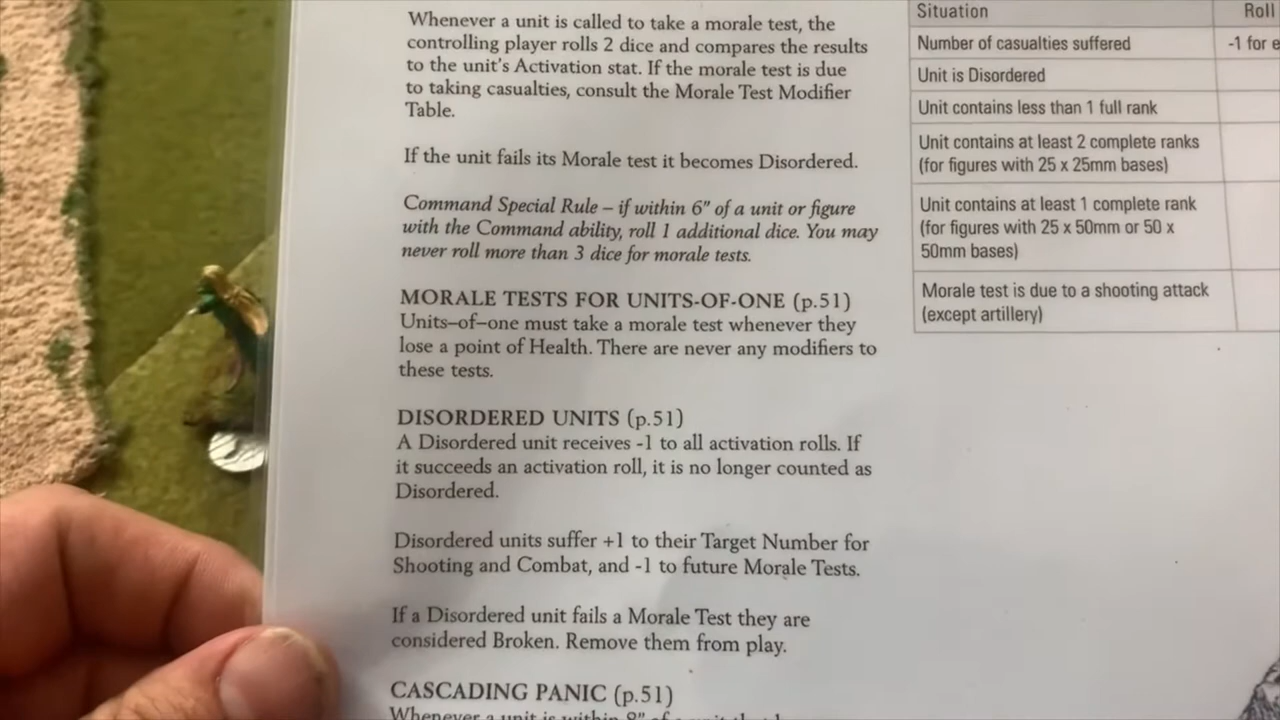 Whenever a unit is called to take a morale test, the
controlling player rolls 2 dice and compares the results
to the unit's Activation stat. If the morale test is due
to taking casualties, consult the Morale Test Modifier
Table.
If the unit fails its Morale test it becomes Disordered.
Command Special Rule – if within 6" of a unit or figure
with the Command ability, roll 1 additional dice. You may
never roll more than 3 dice for morale tests.
MORALE TESTS FOR UNITS-OF-ONE (p.51)
Units–of–one must take a morale test whenever they
lose a point of Health. There are never any modifiers to
these tests.
DISORDERED UNITS (p.51)
A Disordered unit receives -1 to all activation rolls. If
it succeeds an activation roll, it is no longer counted as
Disordered.
Disordered units suffer +1 to their Target Number for
Shooting and Combat, and -1 to future Morale Tests.
If a Disordered unit fails a Morale Test they are
considered Broken. Remove them from play.
CASCADING PANIC (p.51)
Whenever a unit is within 8" of a unit that
Situation Roll
Number of casualties suffered -1 for
Unit is Disordered
Unit contains less than 1 full rank
Unit contains at least 2 complete ranks
(for figures with 25 x 25mm bases)
Unit contains at least 1 complete rank
(for figures with 25 x 50mm or 50 x
50mm bases)
Morale test is due to a shooting attack
(except artillery)